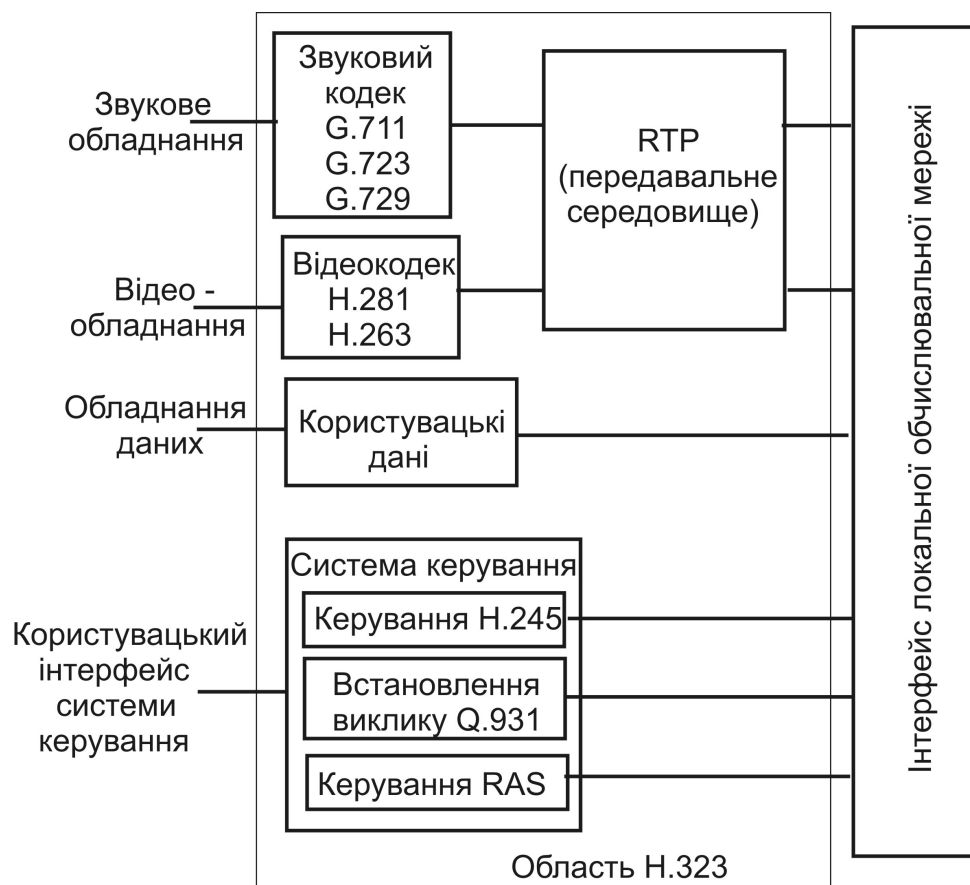 Звукове
обладнання
Звуковий
кодек
G.711
G.723
G.729
RTP
(передавальне
середовище)
Відео -
обладнання
Відеокодек
H.281
H.263
Обладнання
даних
Користувацькі
дані
Користувацький
інтерфейс
системи
керування
Система керування
Керування H.245
Встановлення
виклику Q.931
Керування RAS
Область H.323
Інтерфейс локальної обчислювальної мережі